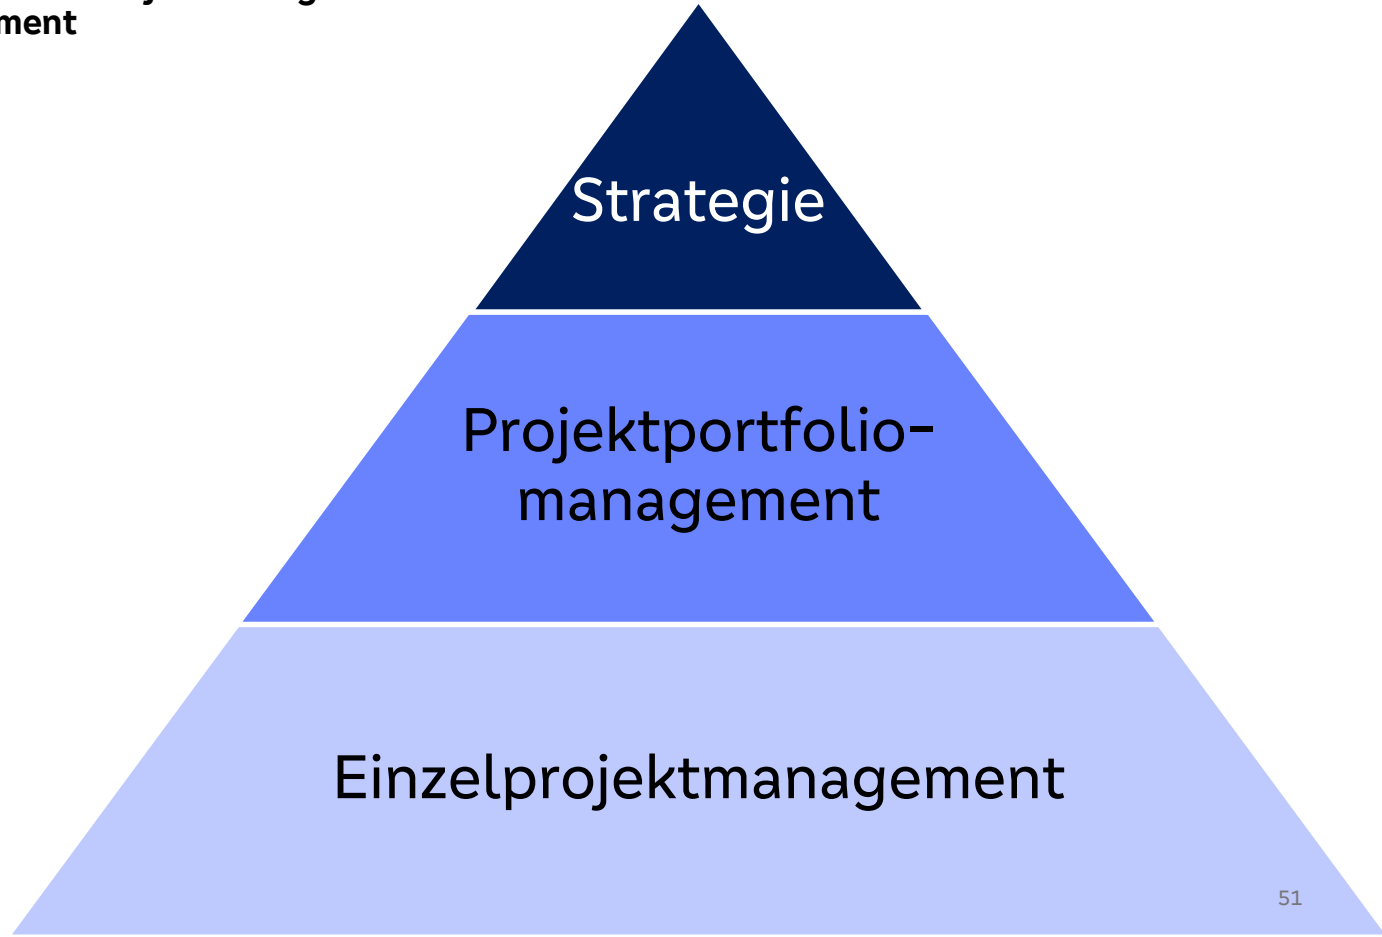 ment
Strategie
Projektportfolio-
management
Einzelprojektmanagement
51